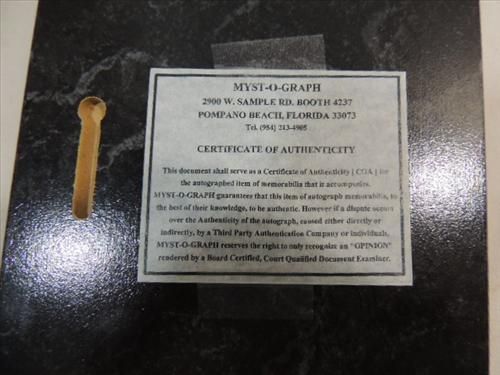 MYST-O-GRAPH
2900 W. SAMPLE RD. BOOTH 4237
POMPANO BEACH, FLORIDA 33073
Tel. (954) 213-4905
CERTIFICATE OF AUTHENTICITY
This document shall serve as a Certificate of Authenticity [ COA ] for
the autographed item of memorabilia that it accompanies.
MYST-O-GRAPH guarantees that this item of autograph memorabilia, to
the best of their knowledge, to be authentic. However if a dispute occurs
over the Authenticity of the autograph, caused either directly or
indirectly, by a Third Party Authentication Company or individuals,
MYST-O-GRAPH reserves the right to only recognize an "OPINION"
rendered by a Board Certified, Court Qualified Document Examiner.